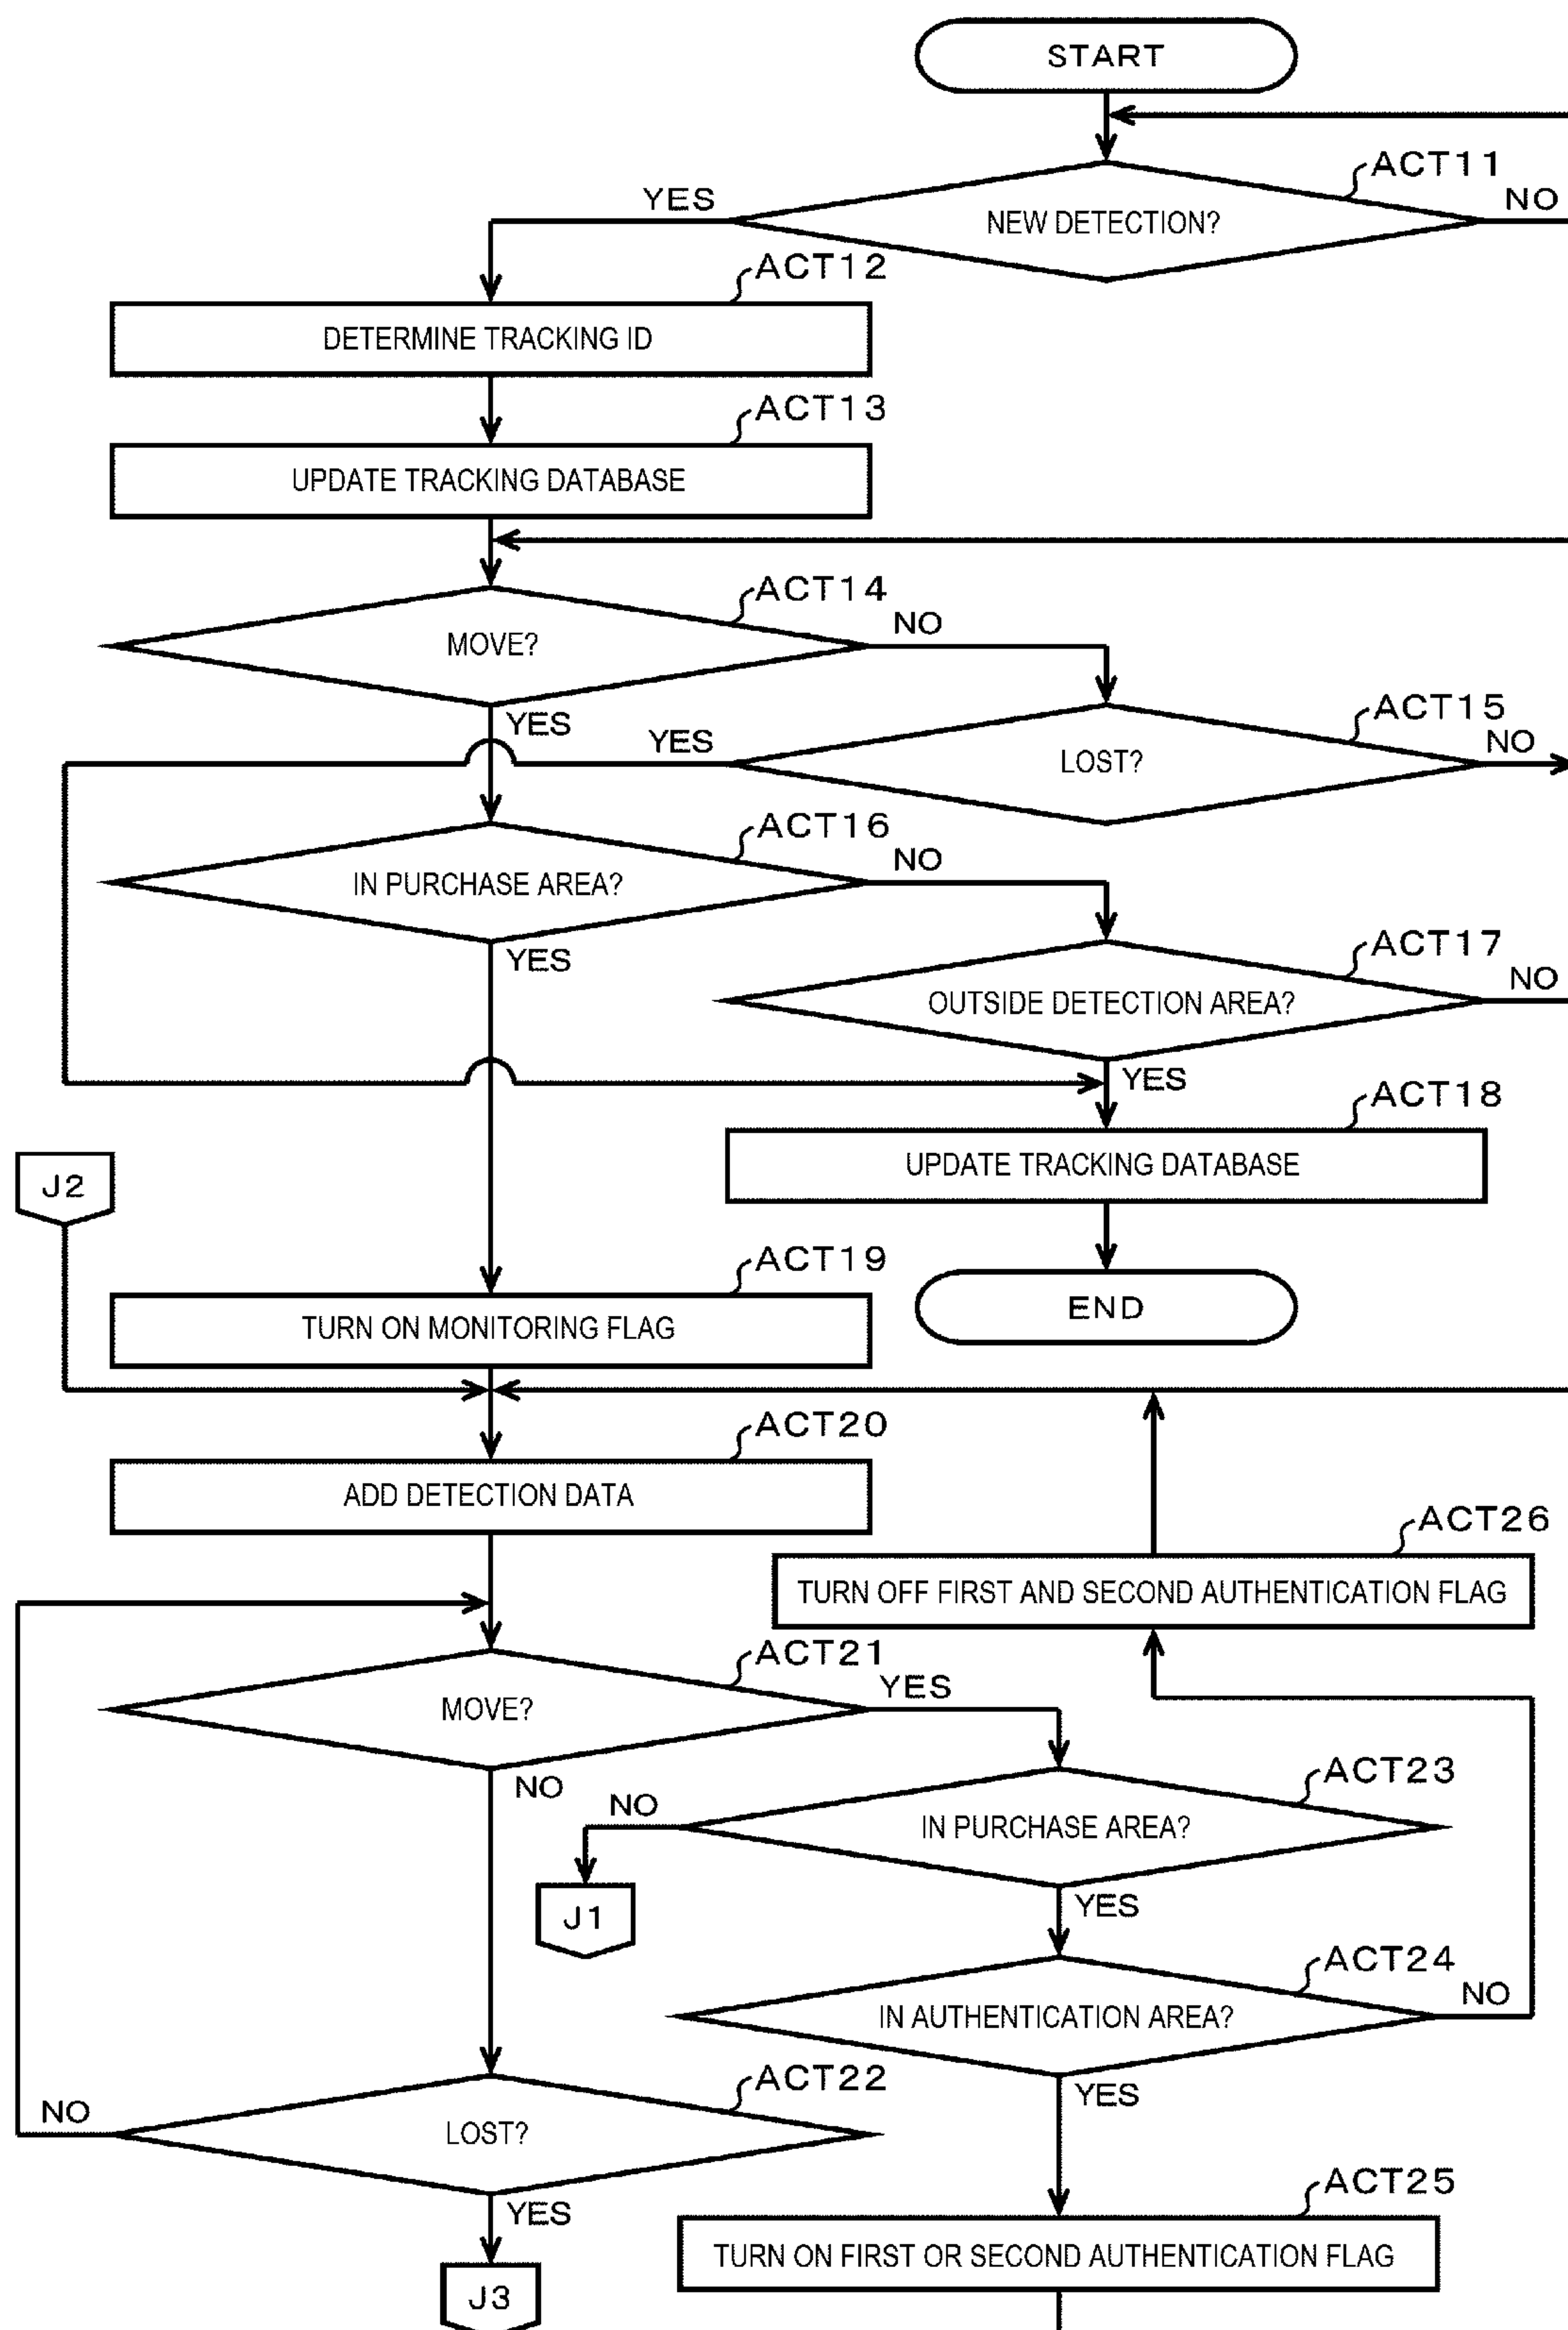 START
ACT11
YES
NEW DETECTION?
NO
ACT12
DETERMINE TRACKING ID
ACT13
UPDATE TRACKING DATABASE
ACT14
MOVE?
NO
YES
ACT15
YES
LOST?
NO
ACT16
IN PURCHASE AREA?
NO
YES
ACT17
OUTSIDE DETECTION AREA?
NO
YES
ACT18
UPDATE TRACKING DATABASE
J2
ACT19
TURN ON MONITORING FLAG
END
ACT20
ADD DETECTION DATA
ACT26
TURN OFF FIRST AND SECOND AUTHENTICATION FLAG
ACT21
MOVE?
YES
NO
ACT23
NO
IN PURCHASE AREA?
J1
YES
ACT24
IN AUTHENTICATION AREA?
NO
YES
ACT22
NO
LOST?
YES
ACT25
TURN ON FIRST OR SECOND AUTHENTICATION FLAG
J3